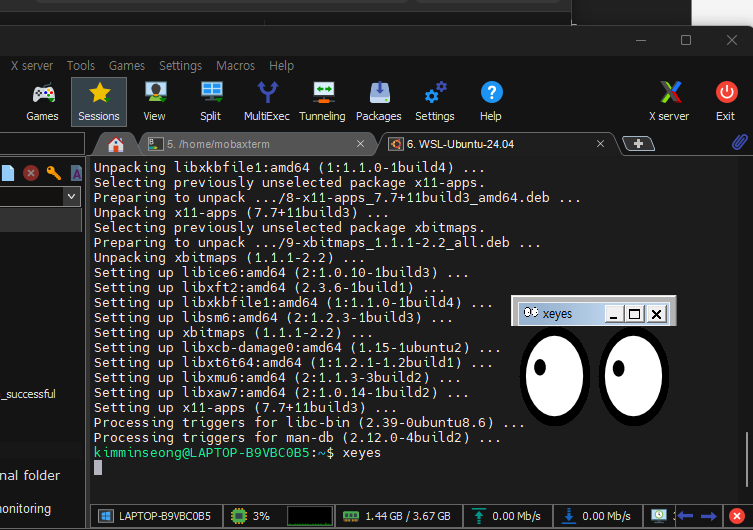 X server Tools Games Settings Macros Help
Games Sessions View Split MultiExec Tunneling Packages Settings Help X server Exit
5. /home/mobaxterm 6. WSL-Ubuntu-24.04
Unpacking libxkbfile1:amd64 (1:1.1.0-1build4) ...
Selecting previously unselected package x11-apps.
Preparing to unpack .../8-x11-apps_7.7+11build3_amd64.deb ...
Unpacking x11-apps (7.7+11build3) ...
Selecting previously unselected package xbitmaps.
Preparing to unpack .../9-xbitmaps_1.1.1-2.2_all.deb ...
Unpacking xbitmaps (1.1.1-2.2) ...
Setting up libice6:amd64 (2:1.0.10-1build3) ...
Setting up libxft2:amd64 (2.3.6-1build1) ...
Setting up libxkbfile1:amd64 (1:1.1.0-1build4) ...
Setting up libsm6:amd64 (2:1.2.3-1build3) ...
xeyes
Setting up xbitmaps (1.1.1-2.2) ...
Setting up libxcb-damage0:amd64 (1.15-1ubuntu2) ...
Setting up libxt6t64:amd64 (1:1.2.1-1.2build1) ...
Setting up libxmu6:amd64 (2:1.1.3-3build2) ...
Setting up libxaw7:amd64 (2:1.0.14-1build2) ...
_successful
Setting up x11-apps (7.7+11build3) ...
Processing triggers for libc-bin (2.39-0ubuntu8.6) ...
Processing triggers for man-db (2.12.0-4build2) ...
kimminseong@LAPTOP-B9VBC0B5:~$ xeyes
nal folder
onitoring
LAPTOP-B9VBC0B5 3% 1.44 GB / 3.67 GB 0.00 Mb/s 0.00 Mb/s